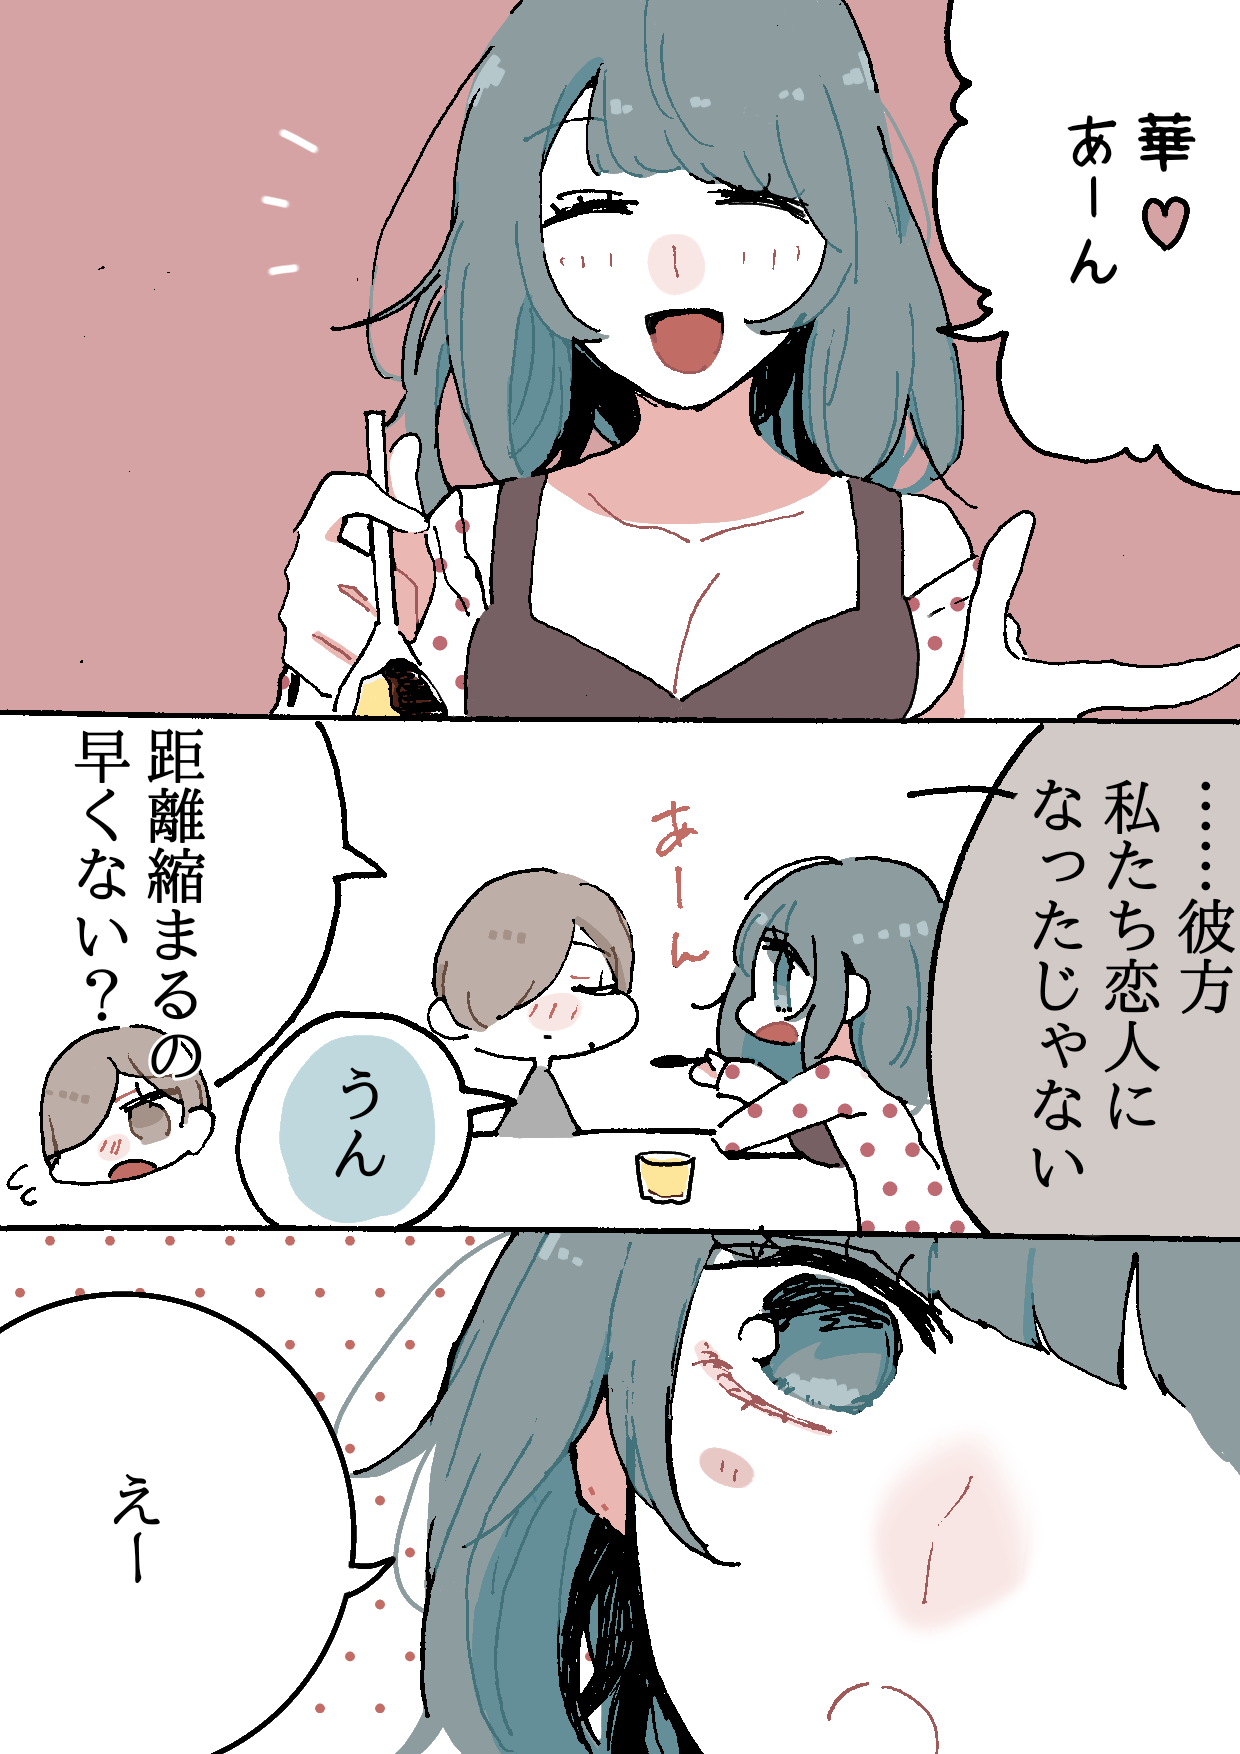 華♡
あーん
……彼方
私たち恋人に
なったじゃない
あーん
うん
距離縮まるの
早くない？
えー